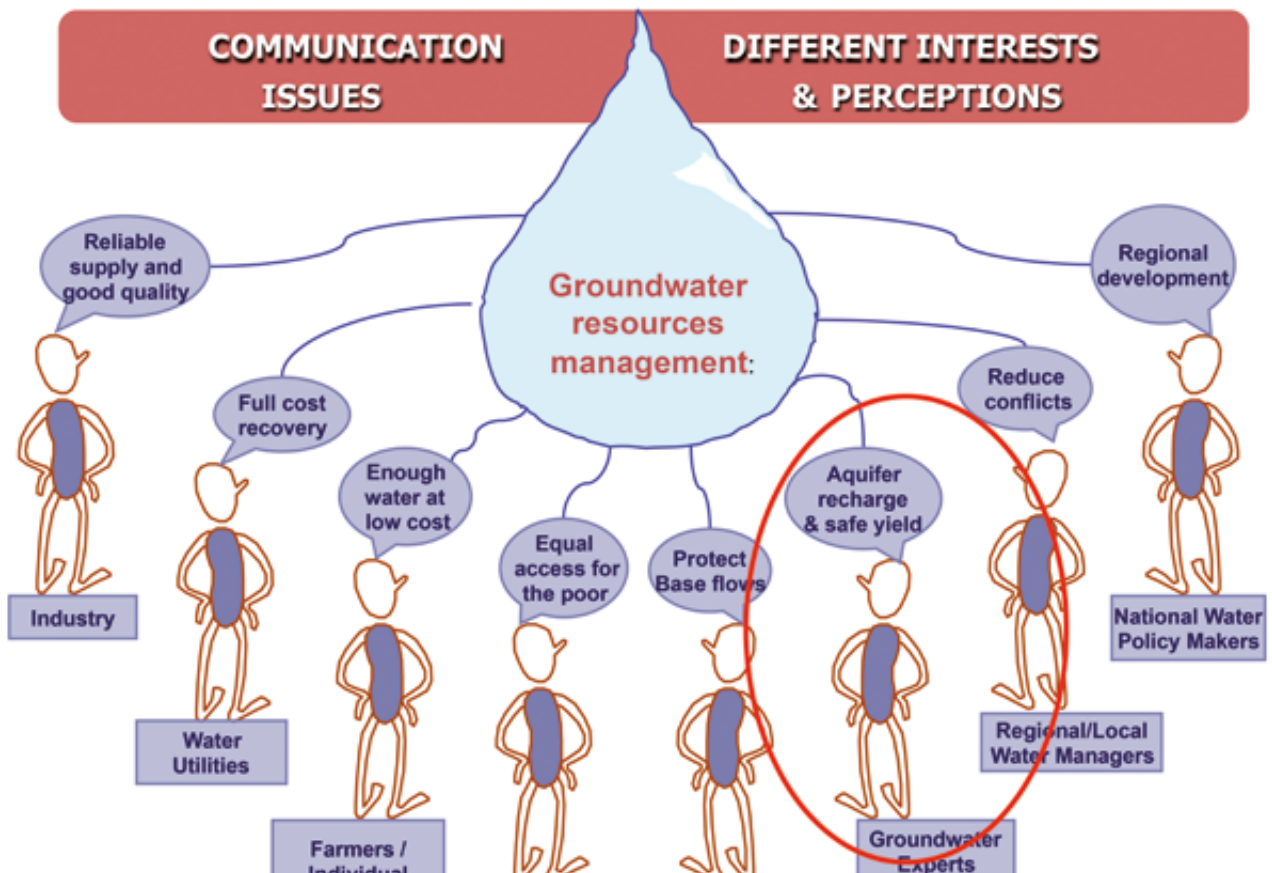 COMMUNICATION
ISSUES
DIFFERENT INTERESTS
& PERCEPTIONS
Groundwater
resources
management:
Reliable
supply and
good quality
Industry
Full cost
recovery
Water
Utilities
Enough
water at
low cost
Farmers /
Individual
Equal
access for
the poor
Protect
Base flows
Aquifer
recharge
& safe yield
Groundwater
Experts
Reduce
conflicts
Regional/Local
Water Managers
Regional
development
National Water
Policy Makers